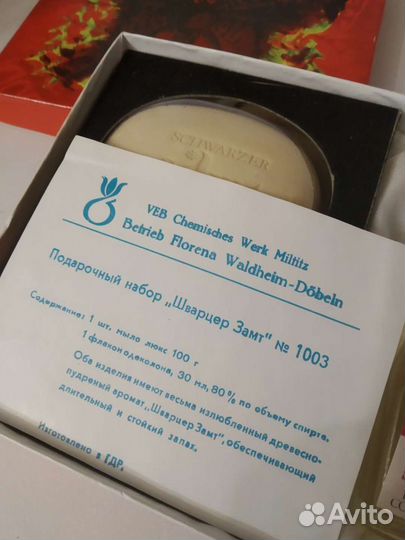 SCHWARZER
VEB Chemisches Werk Miltitz
Betrieb Florena Waldheim-Döbeln
Подарочный набор „Шварцер Замт" № 1003
Содержание: 1 шт. мыло люкс 100 г
1 флакон одеколона, 30 мл, 80% по объему спирта.
Оба изделия имеют весьма излюбленный древесно-
пудреный аромат „Шварцер Замт", обеспечивающий
длительный и стойкий запах.
Изготовлено в ГДР.
Avito